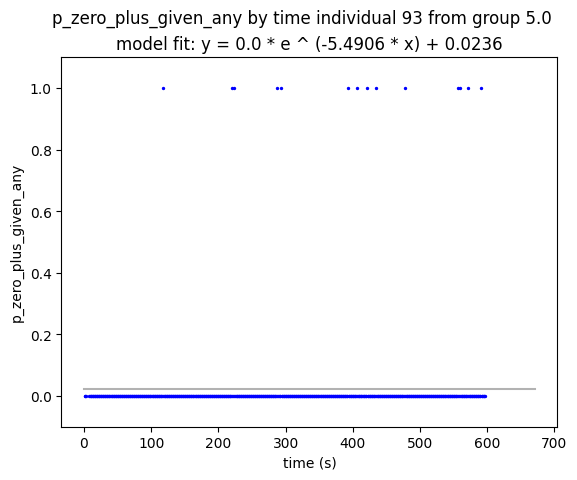 p_zero_plus_given_any by time individual 93 from group 5.0
model fit: y = 0.0 * e ^ (-5.4906 * x) + 0.0236
1.0
0.8
0.6
0.4
0.2
0.0
p_zero_plus_given_any
0 100 200 300 400 500 600 700
time (s)